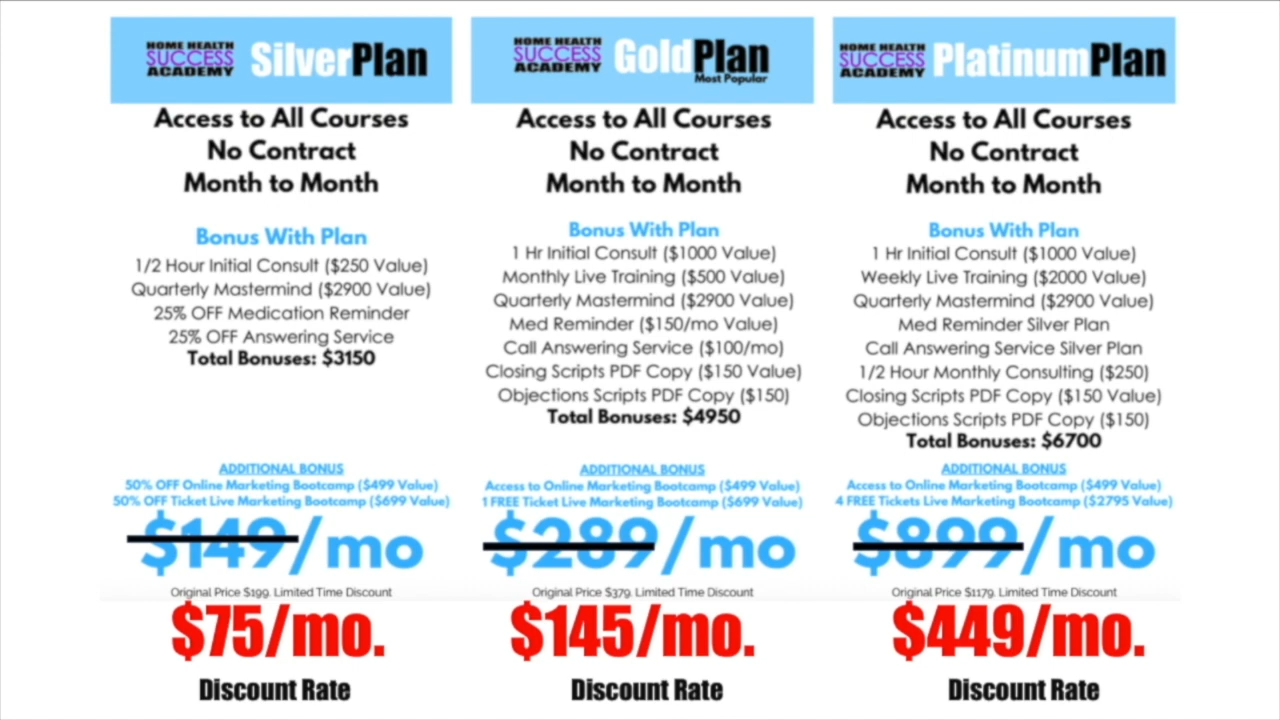 HOME HEALTH
SUCCESS
ACADEMY
SilverPlan
Access to All Courses
No Contract
Month to Month
Bonus With Plan
1/2 Hour Initial Consult ($250 Value)
Quarterly Mastermind ($2900 Value)
25% OFF Medication Reminder
25% OFF Answering Service
Total Bonuses: $3150
ADDITIONAL BONUS
50% OFF Online Marketing Bootcamp ($499 Value)
50% OFF Ticket Live Marketing Bootcamp ($699 Value)
$149/mo
Original Price $199. Limited Time Discount
$75/mo.
Discount Rate
HOME HEALTH
SUCCESS
ACADEMY
GoldPlan
Most Popular
Access to All Courses
No Contract
Month to Month
Bonus With Plan
1 Hr Initial Consult ($1000 Value)
Monthly Live Training ($500 Value)
Quarterly Mastermind ($2900 Value)
Med Reminder ($150/mo Value)
Call Answering Service ($100/mo)
Closing Scripts PDF Copy ($150 Value)
Objections Scripts PDF Copy ($150)
Total Bonuses: $4950
ADDITIONAL BONUS
Access to Online Marketing Bootcamp ($499 Value)
1 FREE Ticket Live Marketing Bootcamp ($699 Value)
$289/mo
Original Price $379. Limited Time Discount
$145/mo.
Discount Rate
HOME HEALTH
SUCCESS
ACADEMY
PlatinumPlan
Access to All Courses
No Contract
Month to Month
Bonus With Plan
1 Hr Initial Consult ($1000 Value)
Weekly Live Training ($2000 Value)
Quarterly Mastermind ($2900 Value)
Med Reminder Silver Plan
Call Answering Service Silver Plan
1/2 Hour Monthly Consulting ($250)
Closing Scripts PDF Copy ($150 Value)
Objections Scripts PDF Copy ($150)
Total Bonuses: $6700
ADDITIONAL BONUS
Access to Online Marketing Bootcamp ($499 Value)
4 FREE Tickets Live Marketing Bootcamp ($2795 Value)
$899/mo
Original Price $1179. Limited Time Discount
$449/mo.
Discount Rate